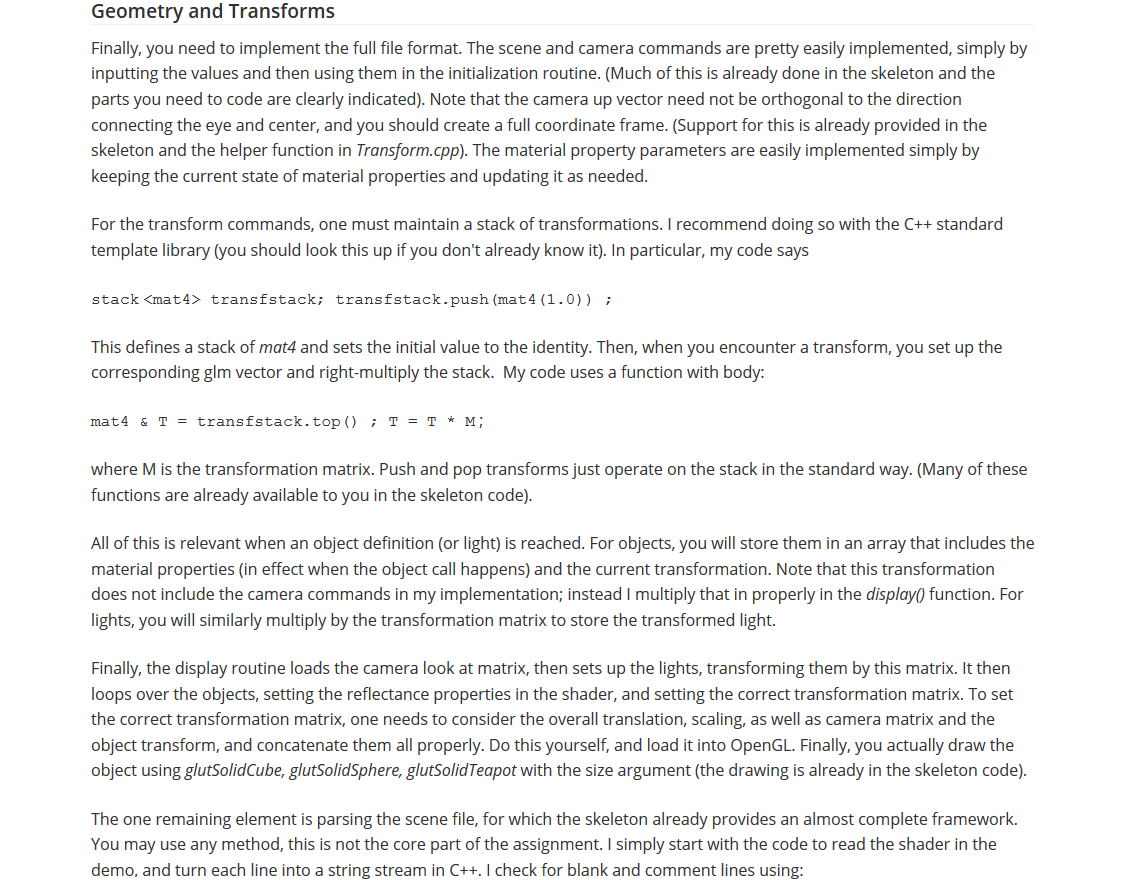 Geometry and Transforms
Finally, you need to implement the full file format. The scene and camera commands are pretty easily implemented, simply by
inputting the values and then using them in the initialization routine. (Much of this is already done in the skeleton and the
parts you need to code are clearly indicated). Note that the camera up vector need not be orthogonal to the direction
connecting the eye and center, and you should create a full coordinate frame. (Support for this is already provided in the
skeleton and the helper function in Transform.cpp). The material property parameters are easily implemented simply by
keeping the current state of material properties and updating it as needed.
For the transform commands, one must maintain a stack of transformations. I recommend doing so with the C++ standard
template library (you should look this up if you don't already know it). In particular, my code says
stack <mat4> transfstack; transfstack.push(mat4(1.0)) ;
This defines a stack of mat4 and sets the initial value to the identity. Then, when you encounter a transform, you set up the
corresponding glm vector and right-multiply the stack.  My code uses a function with body:
mat4 & T = transfstack.top() ; T = T * M;
where M is the transformation matrix. Push and pop transforms just operate on the stack in the standard way. (Many of these
functions are already available to you in the skeleton code).
All of this is relevant when an object definition (or light) is reached. For objects, you will store them in an array that includes the
material properties (in effect when the object call happens) and the current transformation. Note that this transformation
does not include the camera commands in my implementation; instead I multiply that in properly in the display() function. For
lights, you will similarly multiply by the transformation matrix to store the transformed light.
Finally, the display routine loads the camera look at matrix, then sets up the lights, transforming them by this matrix. It then
loops over the objects, setting the reflectance properties in the shader, and setting the correct transformation matrix. To set
the correct transformation matrix, one needs to consider the overall translation, scaling, as well as camera matrix and the
object transform, and concatenate them all properly. Do this yourself, and load it into OpenGL. Finally, you actually draw the
object using glutSolidCube, glutSolidSphere, glutSolidTeapot with the size argument (the drawing is already in the skeleton code).
The one remaining element is parsing the scene file, for which the skeleton already provides an almost complete framework.
You may use any method, this is not the core part of the assignment. I simply start with the code to read the shader in the
demo, and turn each line into a string stream in C++. I check for blank and comment lines using: